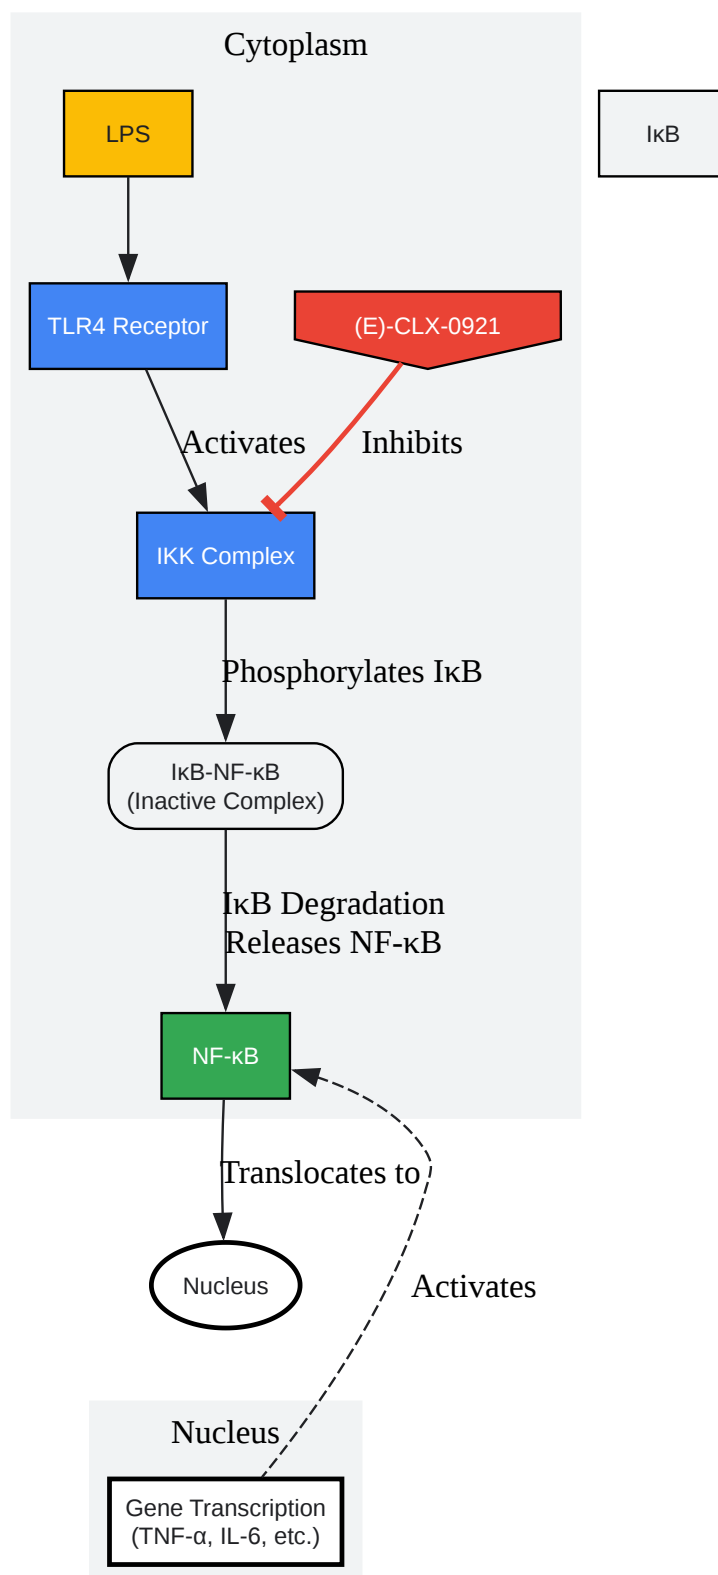 Cytoplasm
LPS
IκB
TLR4 Receptor
(E)-CLX-0921
Activates
Inhibits
IKK Complex
Phosphorylates IκB
IκB-NF-κB
(Inactive Complex)
IκB Degradation
Releases NF-κB
NF-κB
Translocates to
Nucleus
Activates
Nucleus
Gene Transcription
(TNF-α, IL-6, etc.)